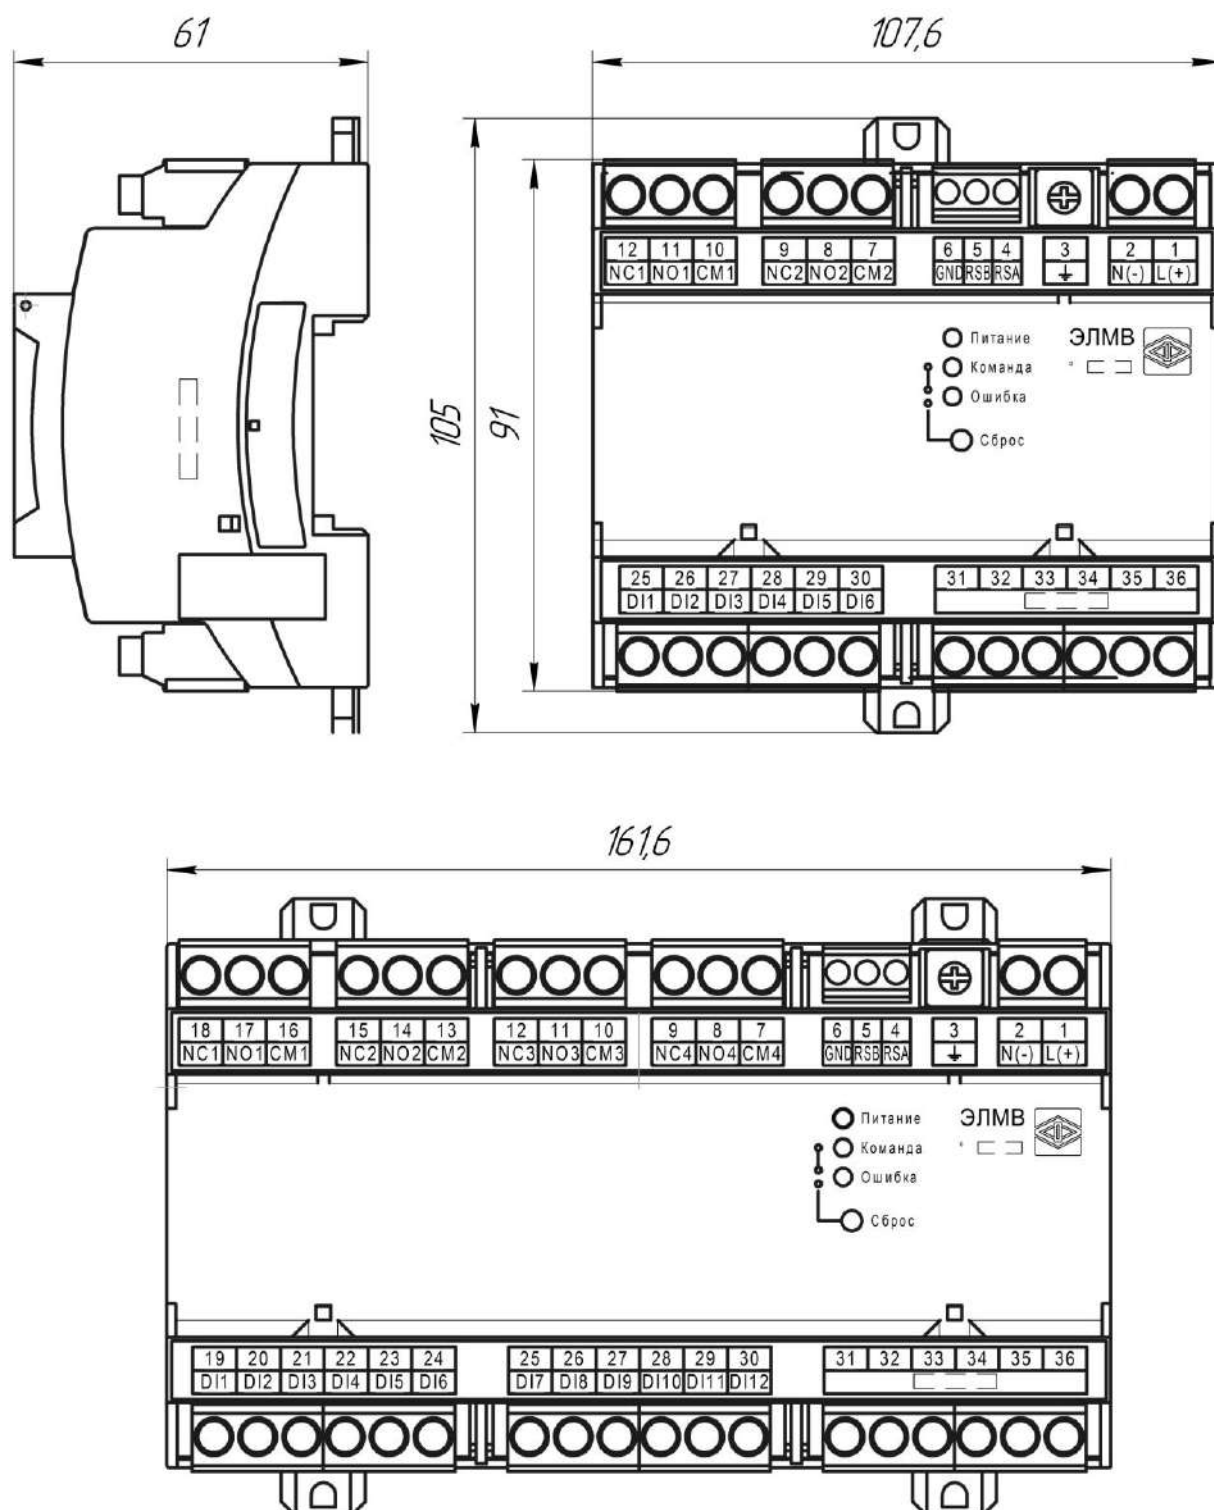 61
107,6
105
91
12 11 10 9 8 7 6 5 4 3 2 1
NC1 NO1 CM1 NC2 NO2 CM2 GND RSB RSA N(-) L(+)
Питание ЭЛМВ
Команда
Ошибка
Сброс
25 26 27 28 29 30 31 32 33 34 35 36
DI1 DI2 DI3 DI4 DI5 DI6
161,6
18 17 16 15 14 13 12 11 10 9 8 7 6 5 4 3 2 1
NC1 NO1 CM1 NC2 NO2 CM2 NC3 NO3 CM3 NC4 NO4 CM4 GND RSB RSA N(-) L(+)
Питание ЭЛМВ
Команда
Ошибка
Сброс
19 20 21 22 23 24 25 26 27 28 29 30 31 32 33 34 35 36
DI1 DI2 DI3 DI4 DI5 DI6 DI7 DI8 DI9 DI10 DI11 DI12